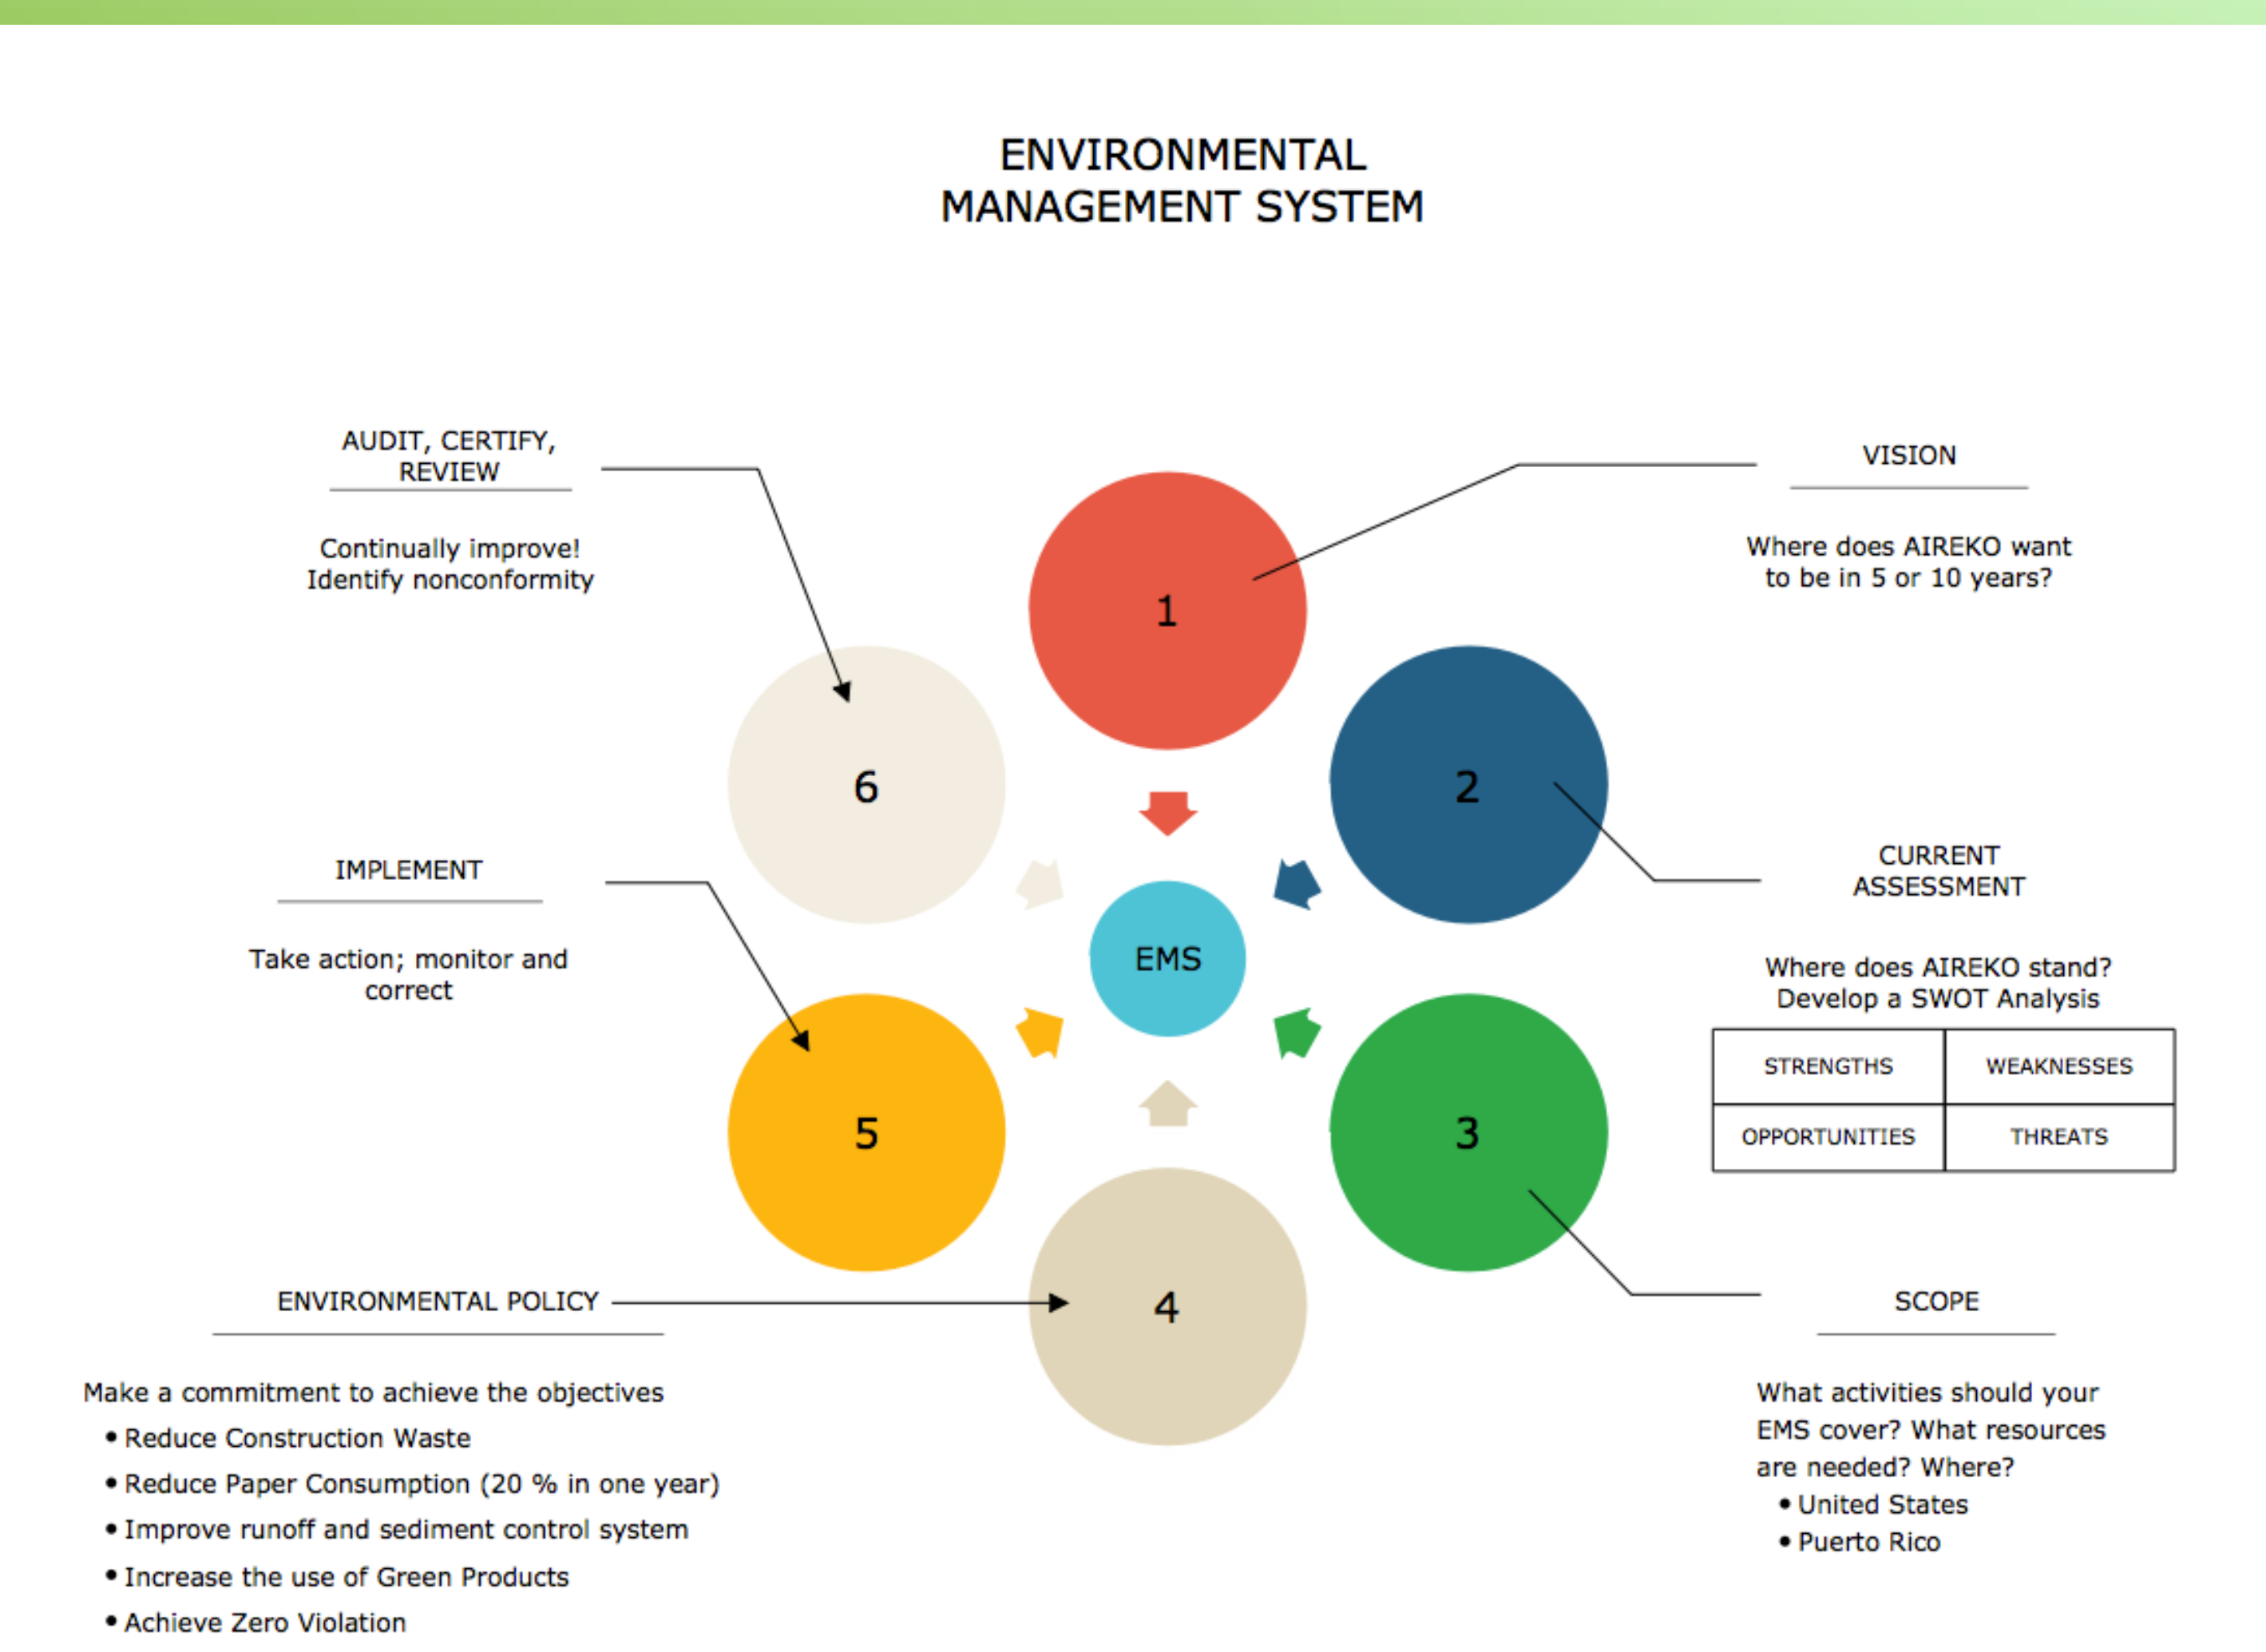 ENVIRONMENTAL
MANAGEMENT SYSTEM
AUDIT, CERTIFY,
REVIEW
Continually improve!
Identify nonconformity
VISION
Where does AIREKO want
to be in 5 or 10 years?
1
6
2
IMPLEMENT
Take action; monitor and
correct
EMS
CURRENT
ASSESSMENT
Where does AIREKO stand?
Develop a SWOT Analysis
STRENGTHS
WEAKNESSES
OPPORTUNITIES
THREATS
5
3
4
ENVIRONMENTAL POLICY
Make a commitment to achieve the objectives
• Reduce Construction Waste
• Reduce Paper Consumption (20 % in one year)
• Improve runoff and sediment control system
• Increase the use of Green Products
• Achieve Zero Violation
SCOPE
What activities should your
EMS cover? What resources
are needed? Where?
• United States
• Puerto Rico